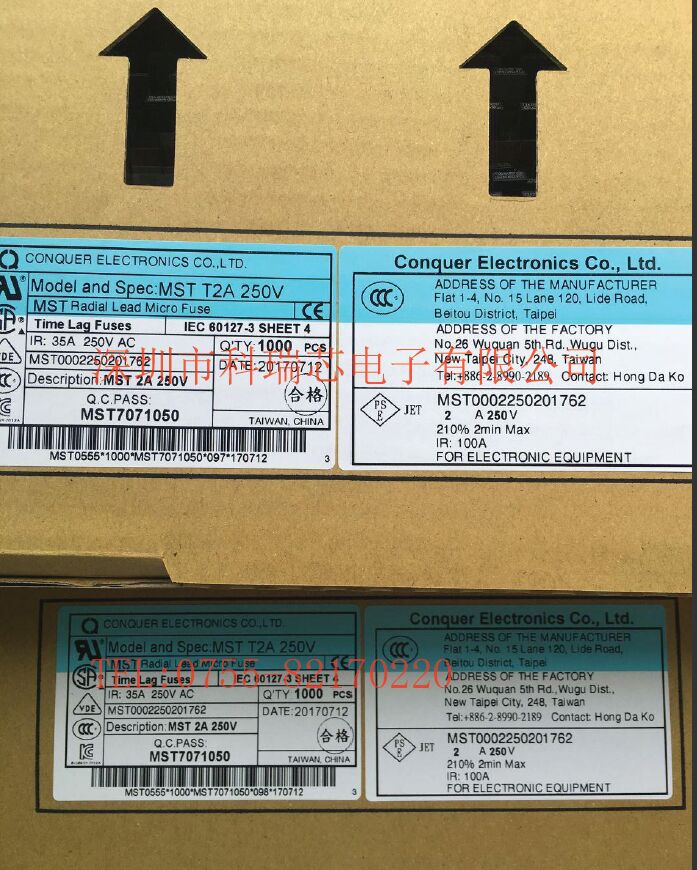 CONQUER ELECTRONICS CO.,LTD.
Model and Spec:MST T2A 250V
MST Radial Lead Micro Fuse
Time Lag Fuses IEC 60127-3 SHEET 4
IR: 35A 250V AC Q'TY 1000 PCS
MST0002250201762 DATE:20170712
Description: MST 2A 250V
Q.C.PASS: 合格
MST7071050
TAIWAN, CHINA
MST0555*1000*MST7071050*097*170712 3
Conquer Electronics Co., Ltd.
CCC
ADDRESS OF THE MANUFACTURER
Flat 1-4, No. 15 Lane 120, Lide Road,
Beitou District, Taipei
ADDRESS OF THE FACTORY
No.26 Wuquan 5th Rd.,Wugu Dist.,
New Taipei City, 248, Taiwan
Tel:+886-2-8990-2189 Contact: Hong Da Ko
PS E JET MST0002250201762
2 A 250V
210% 2min Max
IR: 100A
FOR ELECTRONIC EQUIPMENT
深圳市科瑞芯电子有限公司
CONQUER ELECTRONICS CO.,LTD.
Model and Spec:MST T2A 250V
MST Radial Lead Micro Fuse
Time Lag Fuses IEC 60127-3 SHEET 4
IR: 35A 250V AC Q'TY 1000 PCS
MST0002250201762 DATE:20170712
Description: MST 2A 250V
Q.C.PASS: 合格
MST7071050
TAIWAN, CHINA
MST0555*1000*MST7071050*098*170712 3
TEL:0755-82170220
Conquer Electronics Co., Ltd.
CCC
ADDRESS OF THE MANUFACTURER
Flat 1-4, No. 15 Lane 120, Lide Road,
Beitou District, Taipei
ADDRESS OF THE FACTORY
No.26 Wuquan 5th Rd.,Wugu Dist.,
New Taipei City, 248, Taiwan
Tel:+886-2-8990-2189 Contact: Hong Da Ko
PS E JET MST0002250201762
2 A 250V
210% 2min Max
IR: 100A
FOR ELECTRONIC EQUIPMENT